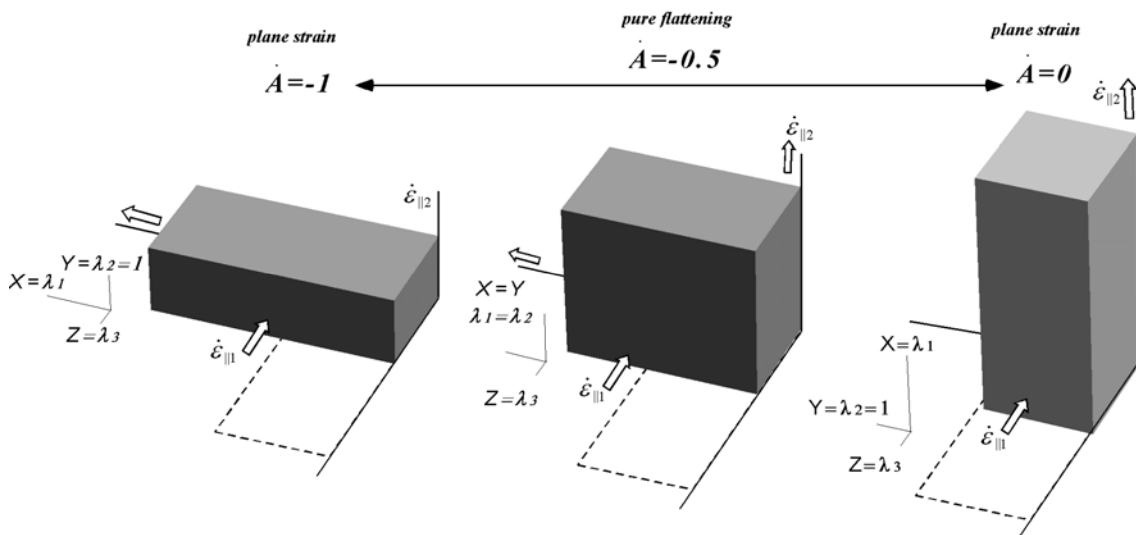 pure flattening
plane strain
plane strain
Ȧ=-1
Ȧ=-0.5
Ȧ=0
ε̇||2
ε̇||2
ε̇||2
Y=λ2=1
X=λ1
Z=λ3
ε̇||1
X=Y
λ1=λ2
Z=λ3
ε̇||1
X=λ1
Y=λ2=1
Z=λ3
ε̇||1